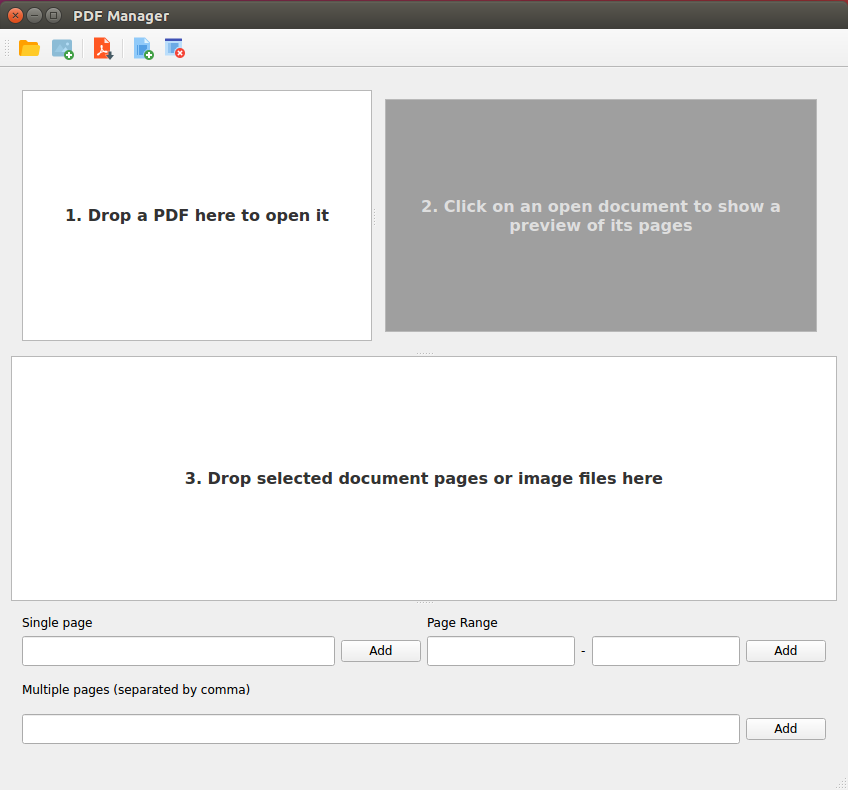 PDF Manager
1. Drop a PDF here to open it
2. Click on an open document to show a
preview of its pages
3. Drop selected document pages or image files here
Single page
Page Range
Add
-
Add
Multiple pages (separated by comma)
Add